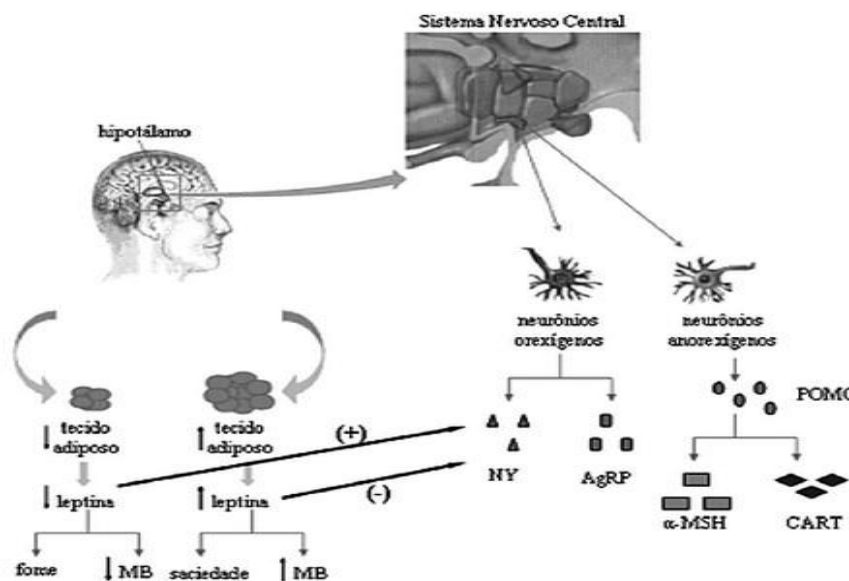 Sistema Nervoso Central
hipotálamo
neurônios
orexígenos
neurônios
anorexígenos
POMC
tecido
adiposo
tecido
adiposo
(+)
(-)
NY
AgRP
α-MSH
CART
leptina
leptina
fome
MB
saciedade
MB